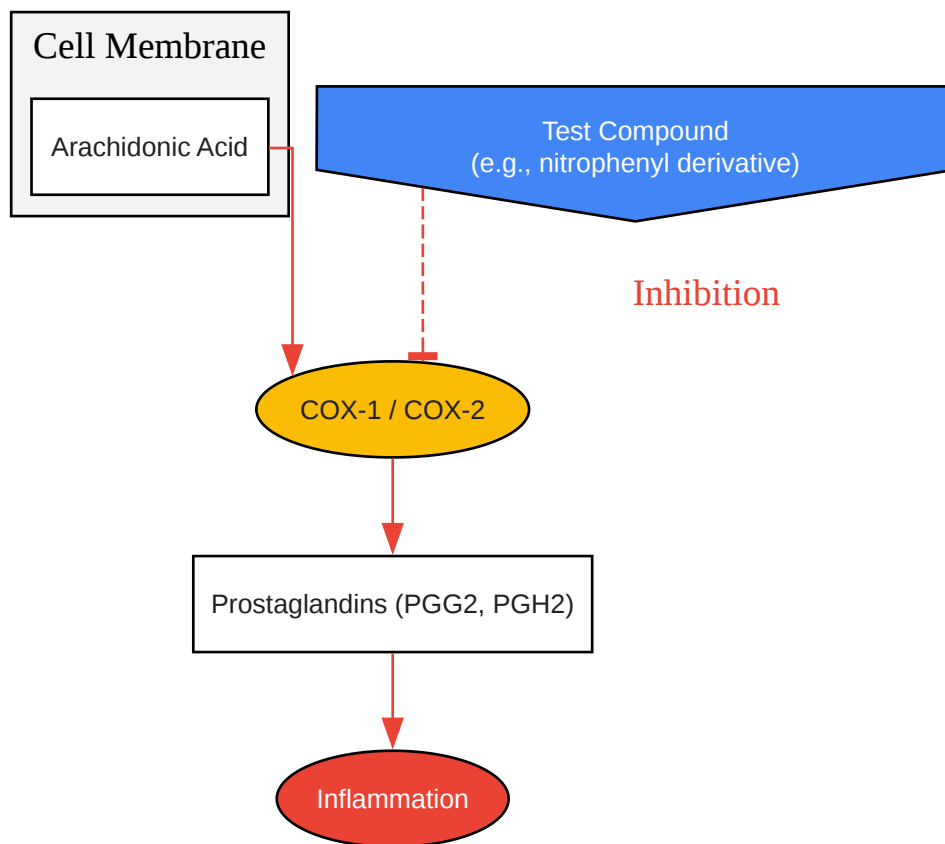 Cell Membrane
Arachidonic Acid
Test Compound
(e.g., nitrophenyl derivative)
Inhibition
COX-1 / COX-2
Prostaglandins (PGG2, PGH2)
Inflammation